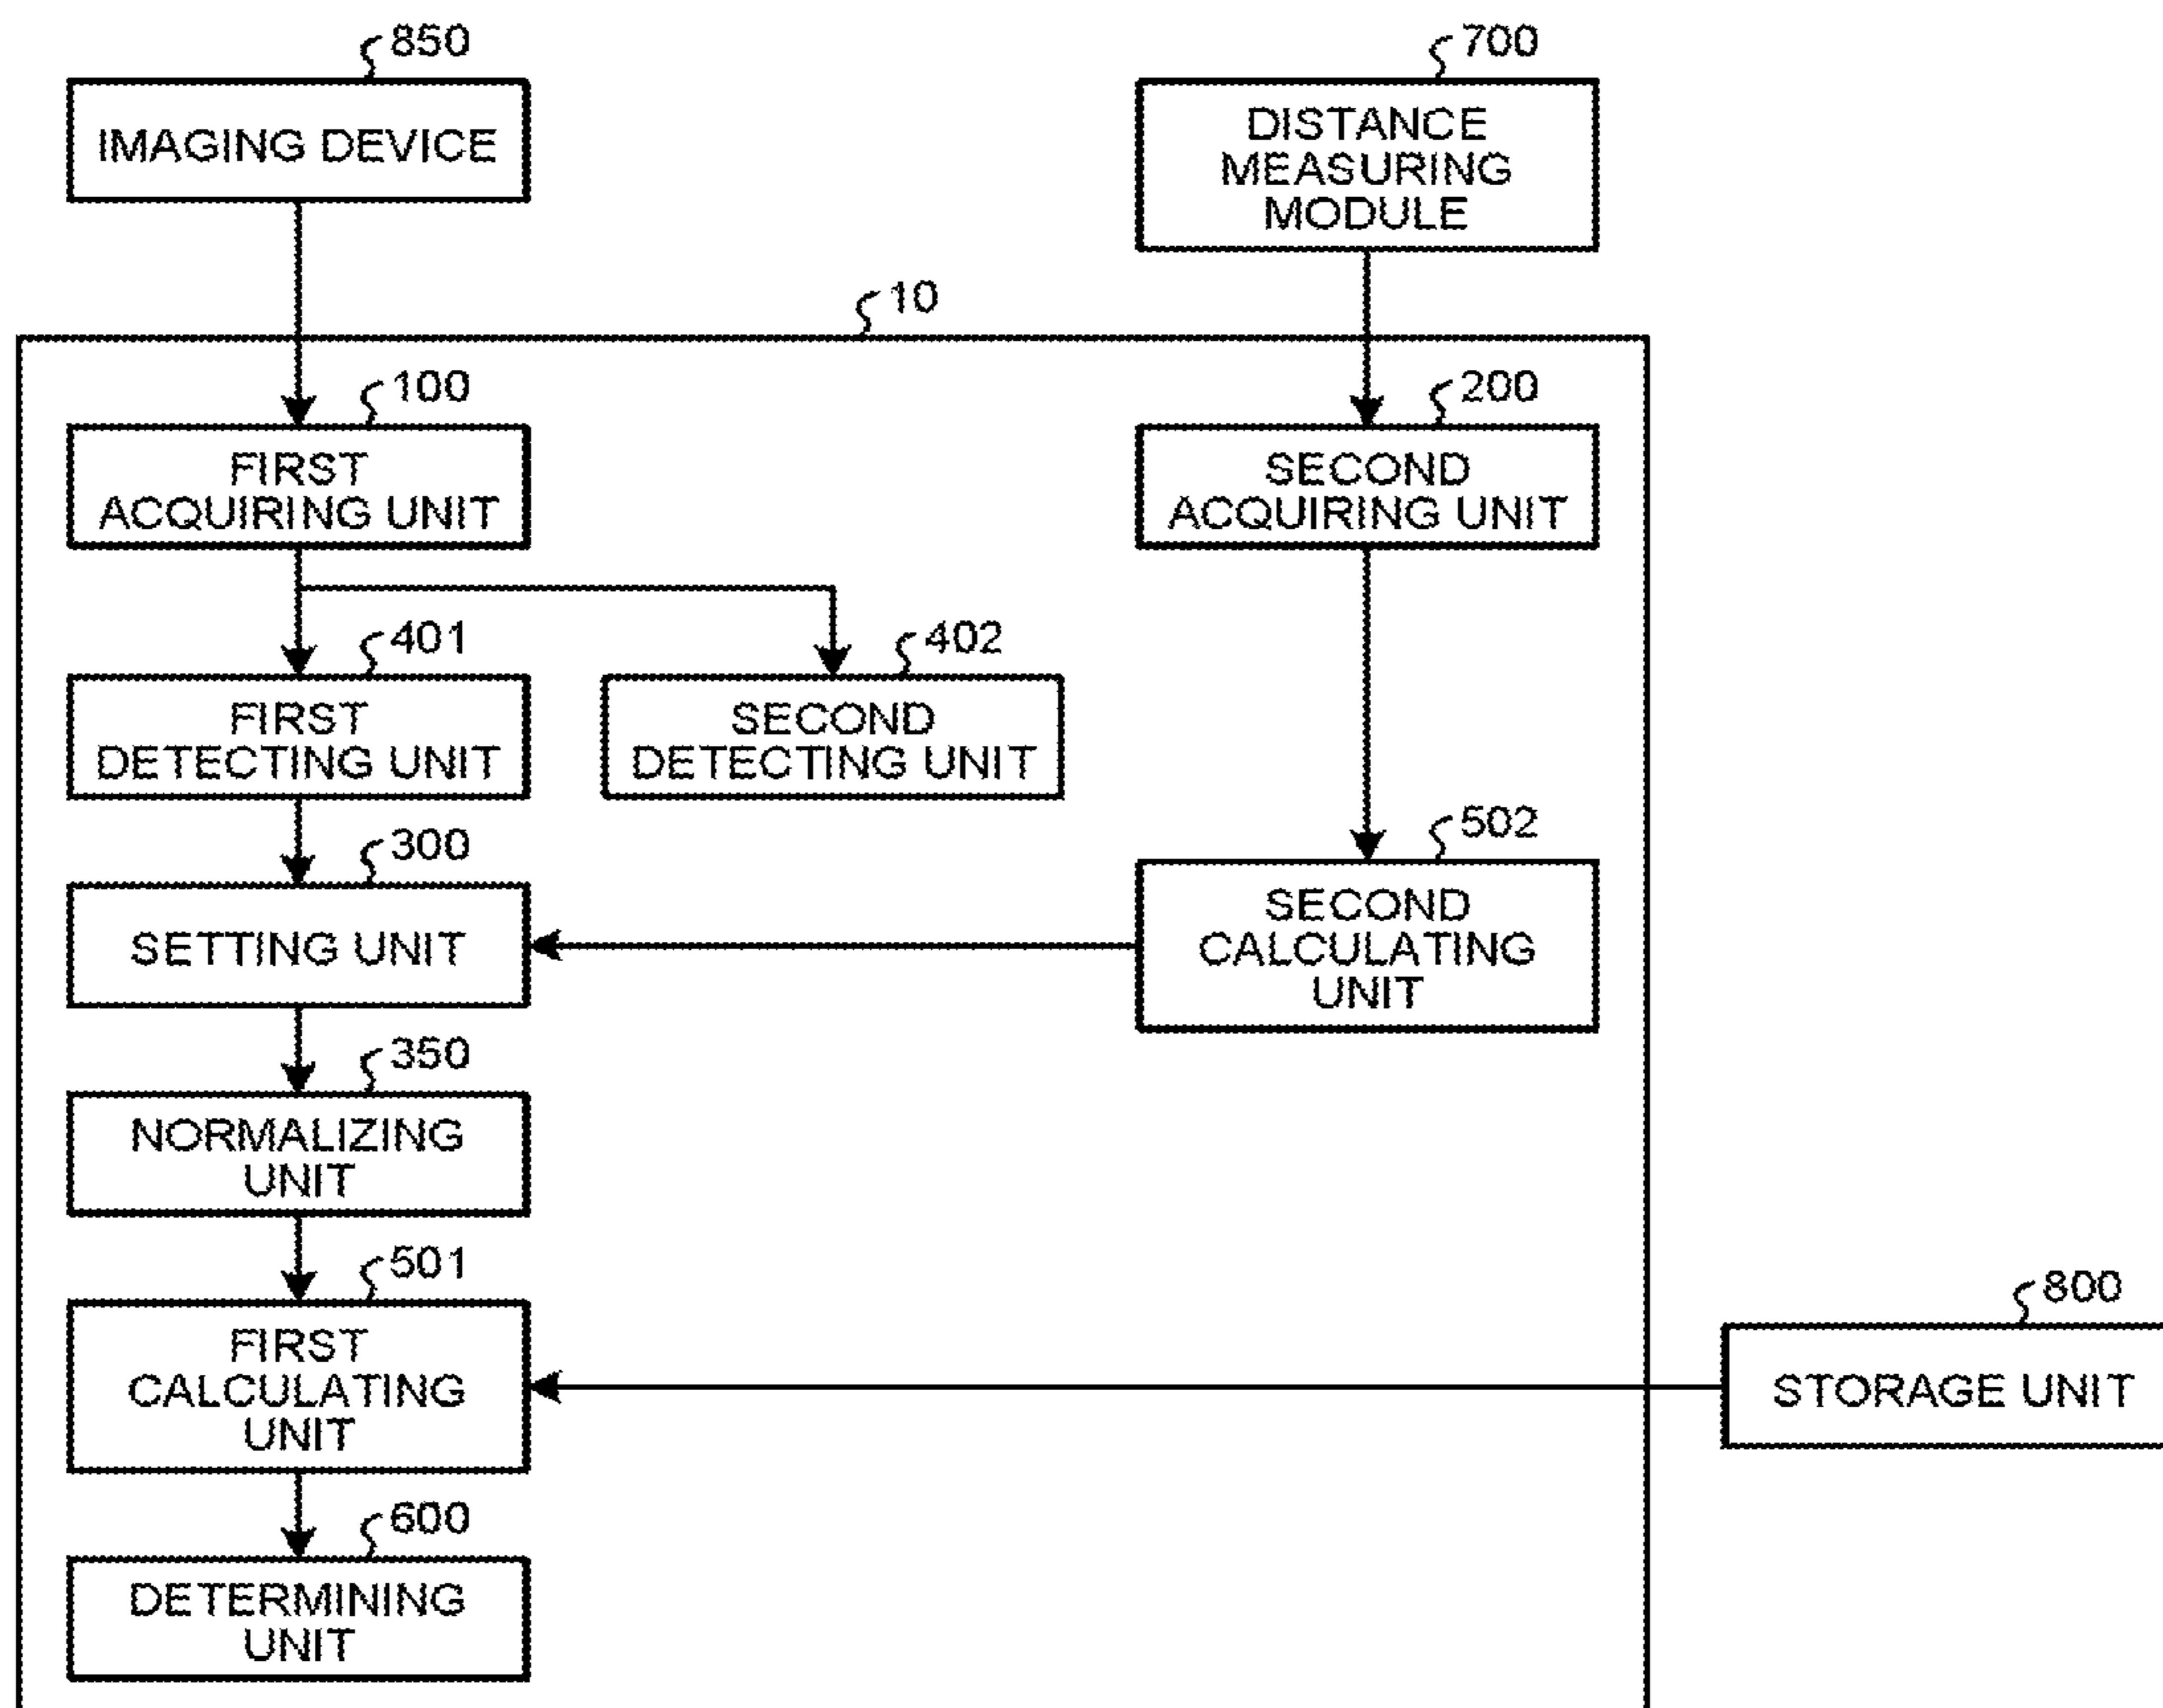 850
700
IMAGING DEVICE
DISTANCE
MEASURING
MODULE
10
100
200
FIRST
ACQUIRING UNIT
SECOND
ACQUIRING UNIT
401
402
FIRST
DETECTING UNIT
SECOND
DETECTING UNIT
300
502
SETTING UNIT
SECOND
CALCULATING
UNIT
350
NORMALIZING
UNIT
501
800
FIRST
CALCULATING
UNIT
STORAGE UNIT
600
DETERMINING
UNIT